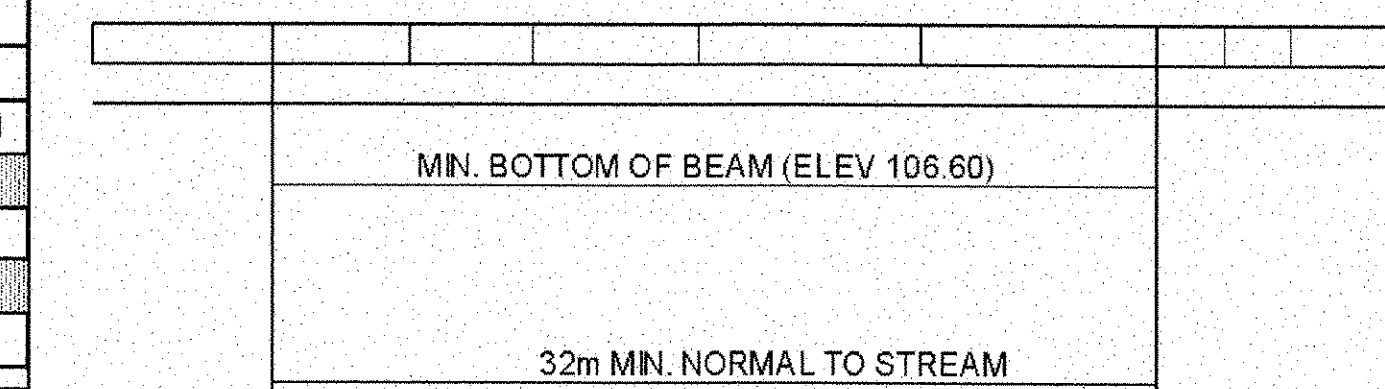 MIN. BOTTOM OF BEAM (ELEV 106.60)
32m MIN. NORMAL TO STREAM